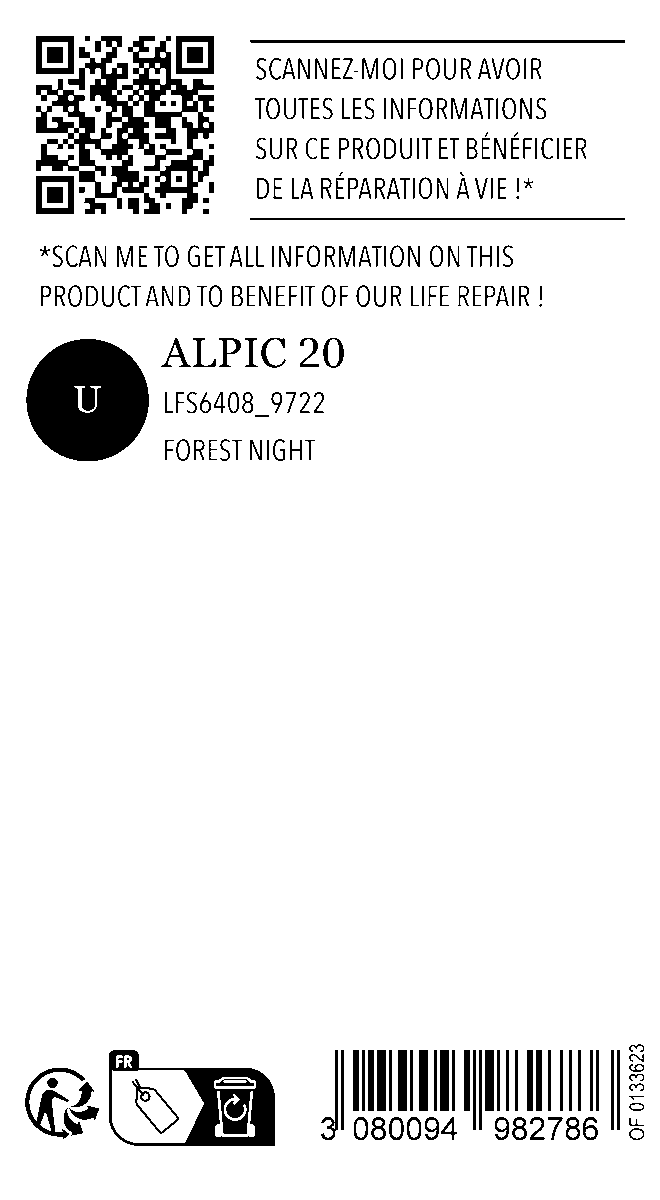 SCANNEZ-MOI POUR AVOIR
TOUTES LES INFORMATIONS
SUR CE PRODUIT ET BÉNÉFICIER
DE LA RÉPARATION À VIE !*
*SCAN ME TO GET ALL INFORMATION ON THIS
PRODUCT AND TO BENEFIT OF OUR LIFE REPAIR !
U
ALPIC 20
LFS6408_9722
FOREST NIGHT
FR
3 080094 982786
OF 0133623